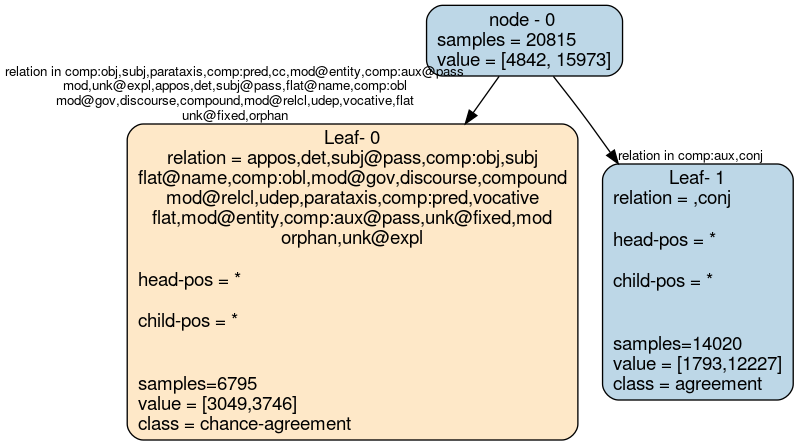 node - 0
samples = 20815
value = [4842, 15973]
relation in comp:obj,subj,parataxis,comp:pred,cc,mod@entity,comp:aux@pass
mod,unk@expl,appos,det,subj@pass,flat@name,comp:obl
mod@gov,discourse,compound,mod@relcl,udep,vocative,flat
unk@fixed,orphan
Leaf- 0
relation = appos,det,subj@pass,comp:obj,subj
flat@name,comp:obl,mod@gov,discourse,compound
mod@relcl,udep,parataxis,comp:pred,vocative
flat,mod@entity,comp:aux@pass,unk@fixed,mod
orphan,unk@expl
head-pos = *
child-pos = *
samples=6795
value = [3049,3746]
class = chance-agreement
relation in comp:aux,conj
Leaf- 1
relation = ,conj
head-pos = *
child-pos = *
samples=14020
value = [1793,12227]
class = agreement